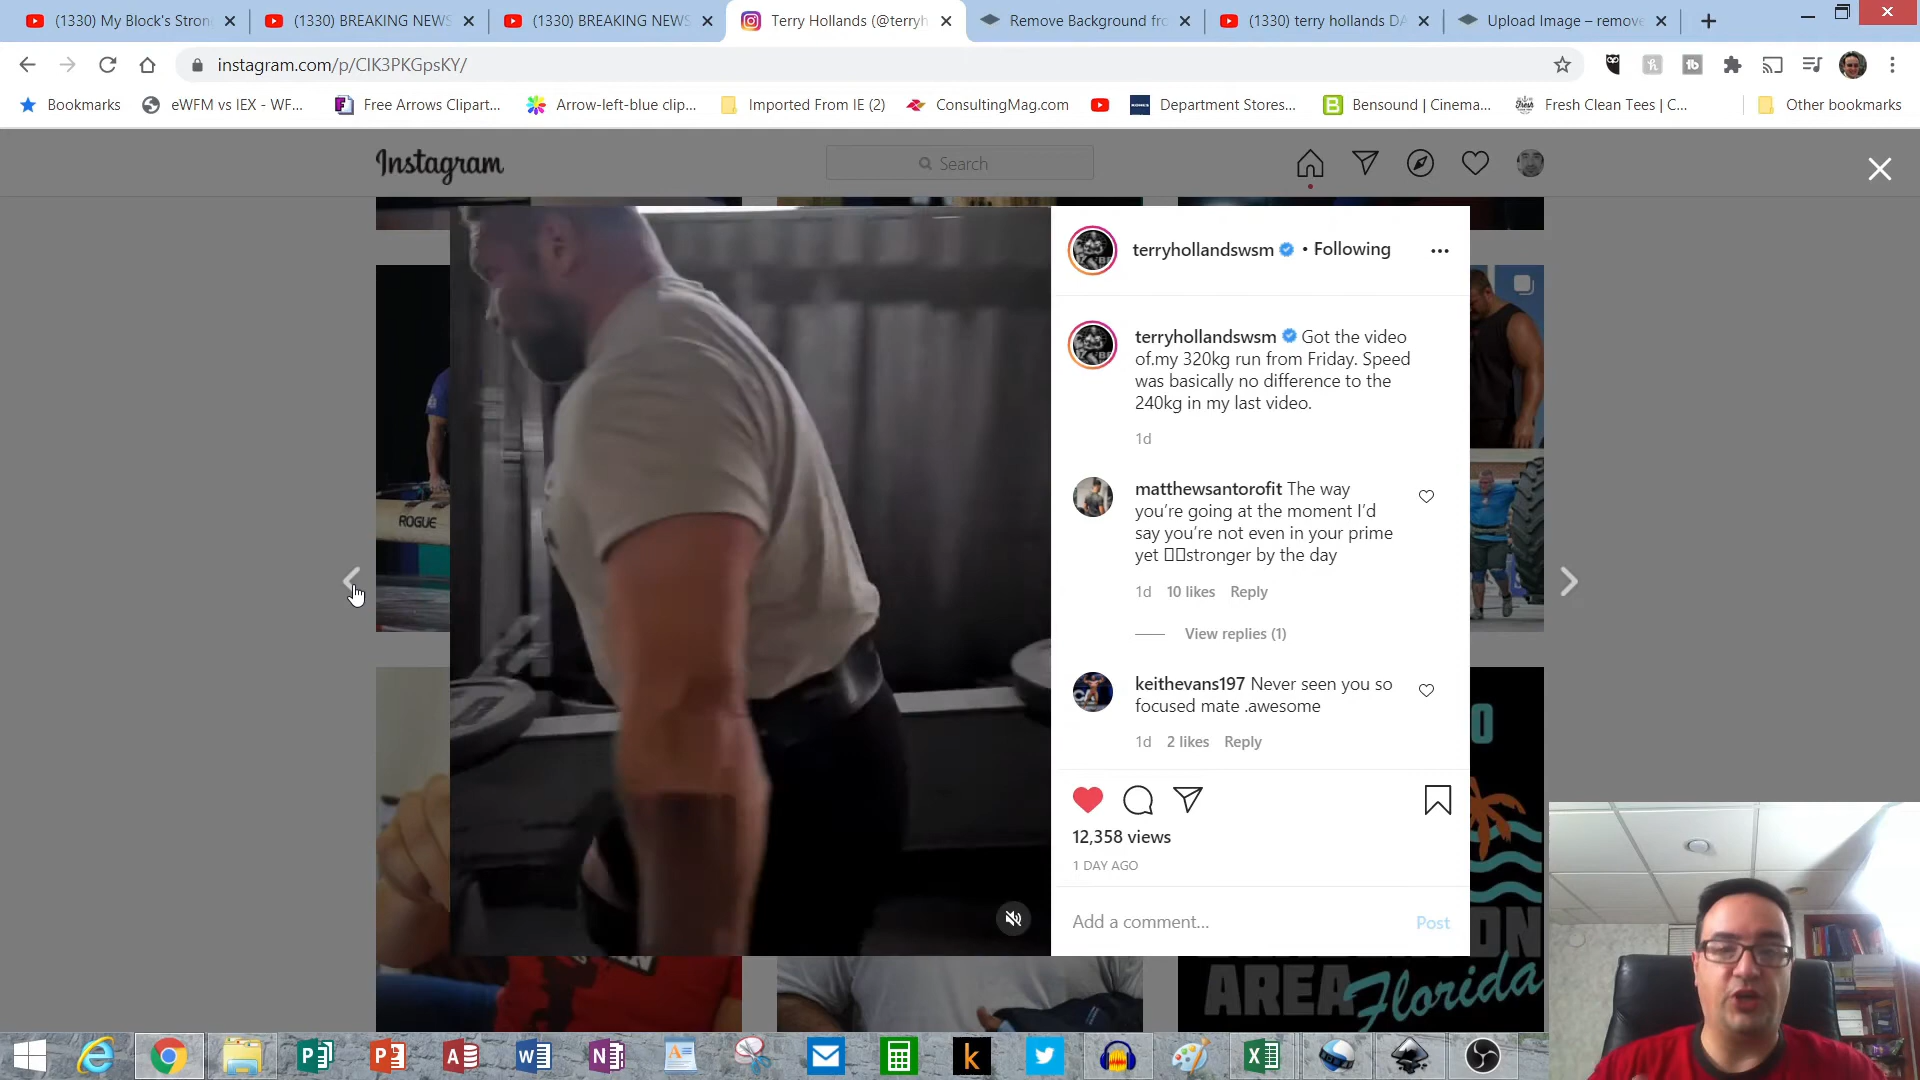 (1330) My Block's Stron
(1330) BREAKING NEWS
(1330) BREAKING NEWS
Terry Hollands (@terryh
Remove Background fro
(1330) terry hollands DA
Upload Image – remove
instagram.com/p/CIK3PKGpsKY/
Bookmarks
eWFM vs IEX - WF...
Free Arrows Clipart...
Arrow-left-blue clip...
Imported From IE (2)
ConsultingMag.com
Department Stores...
Bensound | Cinema...
Fresh Clean Tees | C...
Other bookmarks
Instagram
Search
terryhollandswsm • Following
terryhollandswsm Got the video
of.my 320kg run from Friday. Speed
was basically no difference to the
240kg in my last video.
1d
matthewsantorofit The way
you're going at the moment I'd
say you're not even in your prime
yet stronger by the day
1d 10 likes Reply
View replies (1)
keithevans197 Never seen you so
focused mate .awesome
1d 2 likes Reply
12,358 views
1 DAY AGO
Add a comment... Post
ROGUE
AREA
Florida